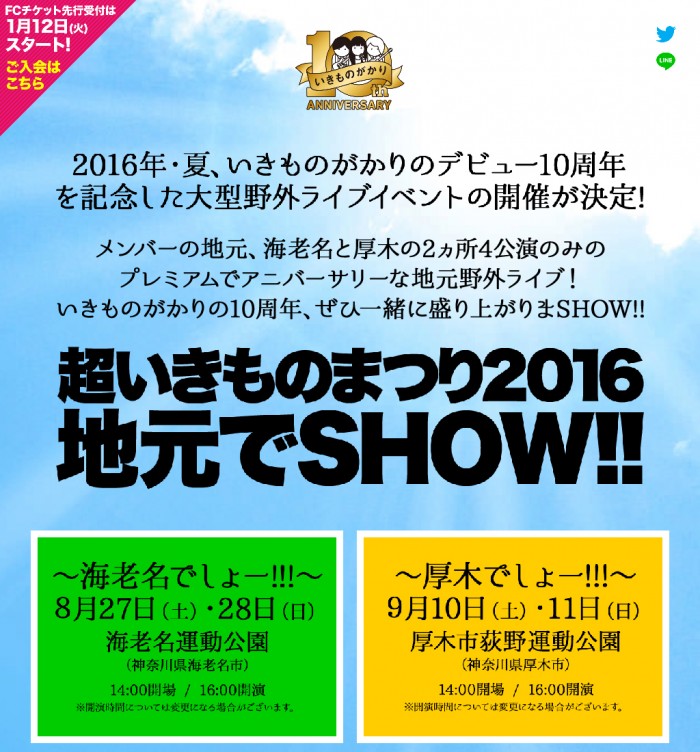 FCチケット先行受付は
1月12日(火)
スタート!
ご入会は
こちら
10th
いきものがかり
ANNIVERSARY
LINE
2016年・夏、いきものがかりのデビュー10周年
を記念した大型野外ライブイベントの開催が決定!
メンバーの地元、海老名と厚木の2ヵ所4公演のみの
プレミアムでアニバーサリーな地元野外ライブ!
いきものがかりの10周年、ぜひ一緒に盛り上がりまSHOW!!
超いきものまつり2016
地元でSHOW!!
〜海老名でしょー!!!〜
8月27日(土)・28日(日)
海老名運動公園
(神奈川県海老名市)
14:00開場 / 16:00開演
※開演時間については変更になる場合がございます。
〜厚木でしょー!!!〜
9月10日(土)・11日(日)
厚木市荻野運動公園
(神奈川県厚木市)
14:00開場 / 16:00開演
※開演時間については変更になる場合がございます。